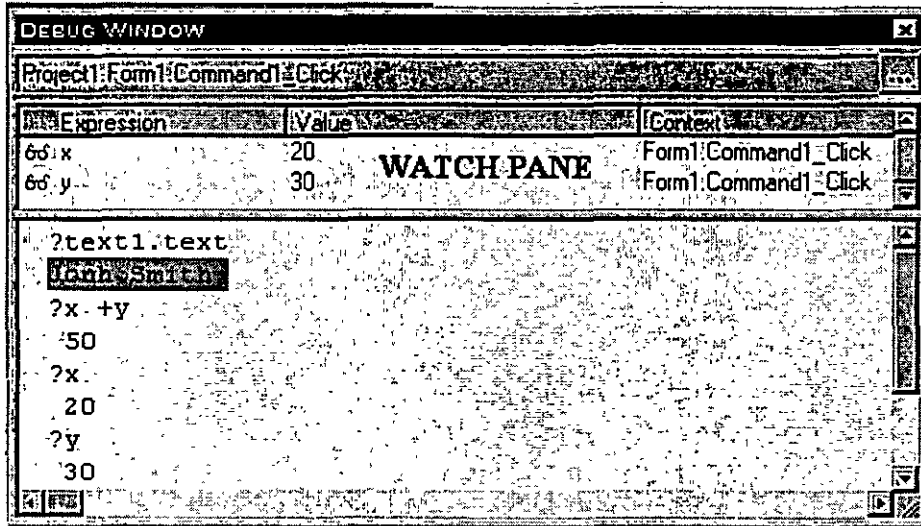 DEBUG WINDOW
Project1.Form1.Command1_Click
Expression Value Context
x 20 Form1.Command1_Click
WATCH PANE
y 30 Form1.Command1_Click
?text1.text
Smith
?x +y
50
?x
20
?y
30